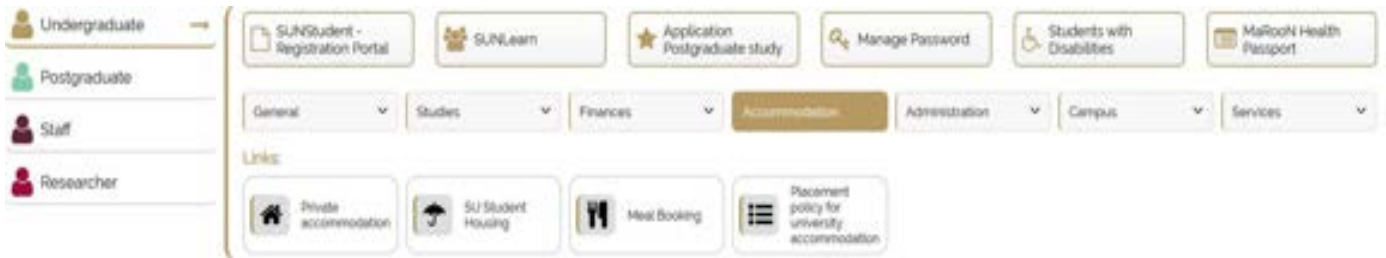 Undergraduate
Postgraduate
Staff
Researcher
SUNStudent -
Registration Portal
SUNLearn
Application
Postgraduate study
Manage Password
Students with
Disabilities
MaRooN Health
Passport
General
Studies
Finances
Accommodation
Administration
Campus
Services
Links:
Private
accommodation
SU Student
Housing
Meal Booking
Placement
policy for
university
accommodation